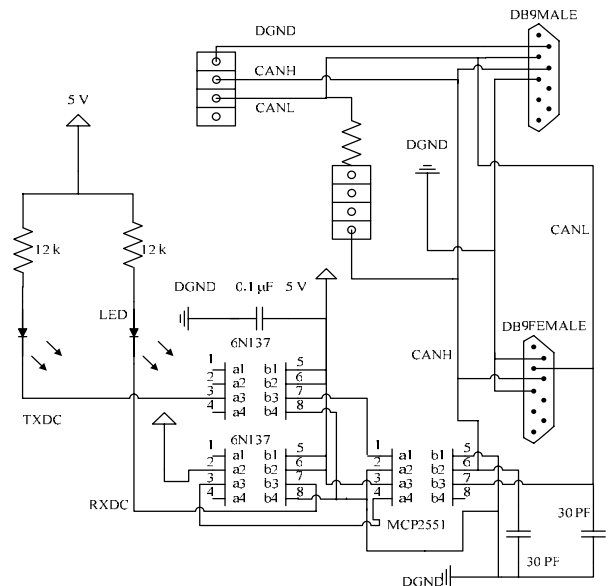 DB9MALE
DGND
CANH
CANL
5 V
DGND
12 k
12 k
CANL
DGND 0.1 μF 5 V
LED
DB9FEMALE
6N137
CANH
1 a1 b1 5
2 a2 b2 6
3 a3 b3 7
4 a4 b4 8
TXDC
6N137
1 a1 b1 5
2 a2 b2 6
3 a3 b3 7
4 a4 b4 8
1 a1 b1 5
2 a2 b2 6
3 a3 b3 7
4 a4 b4 8
RXDC
MCP2551
30 PF
30 PF
DGND